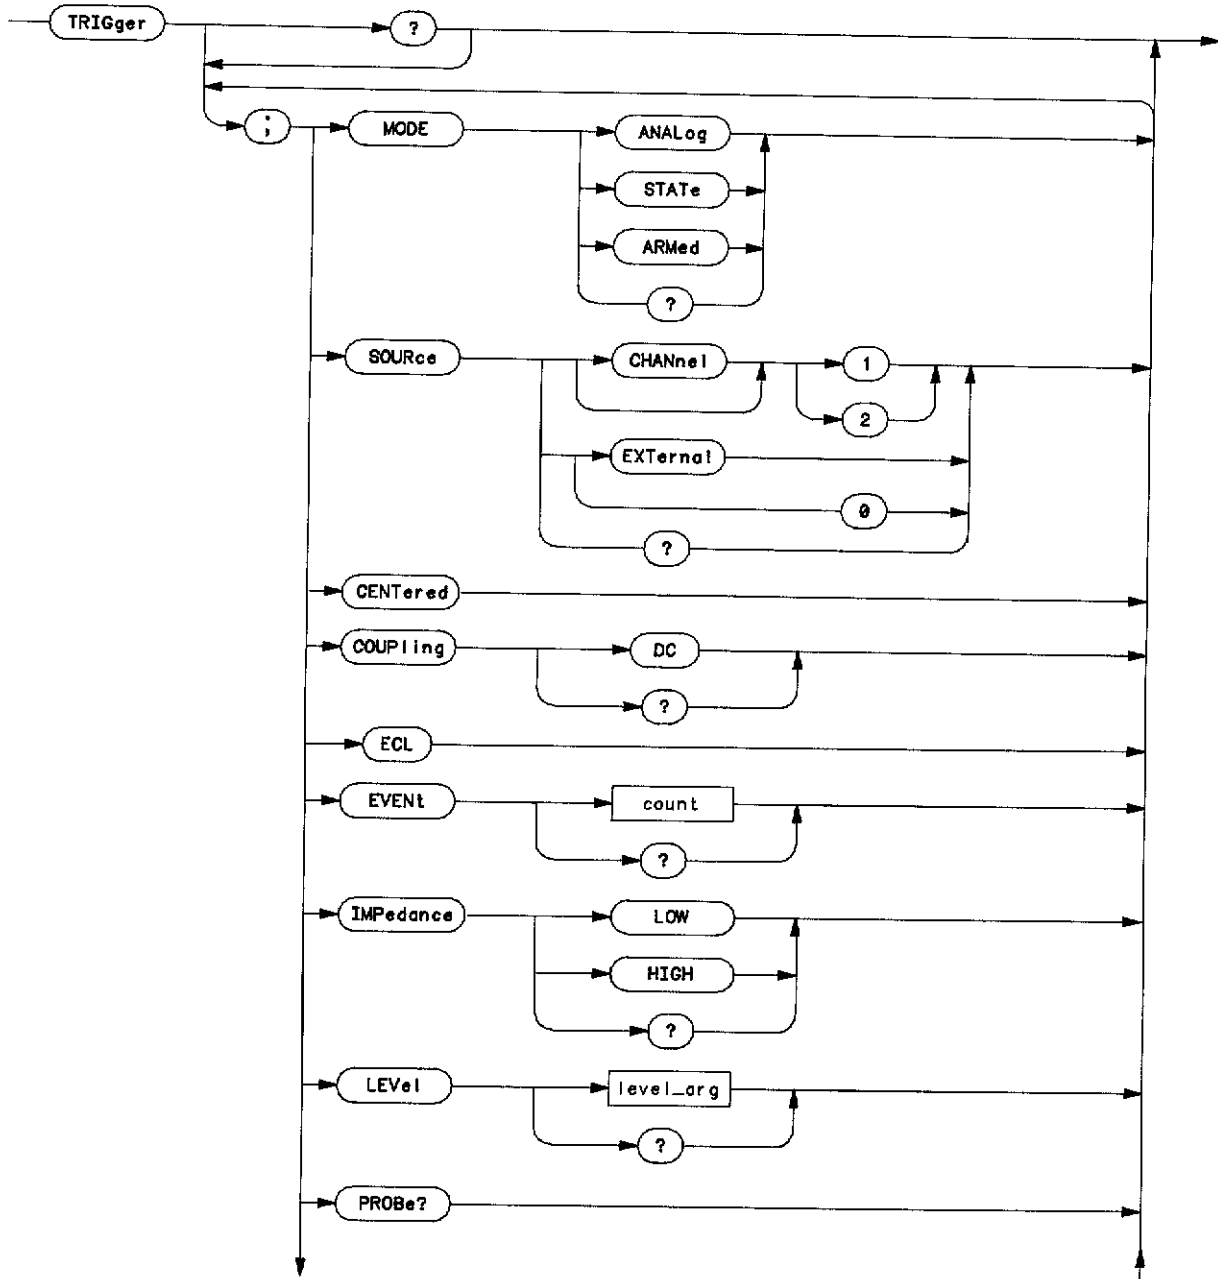 TRIGger ?
; MODE ANALog
STATe
ARMed
?
SOURce CHANnel 1
2
EXTernal
0
?
CENTered
COUPling DC
?
ECL
EVENt count
?
IMPedance LOW
HIGH
?
LEVel level_arg
?
PROBe?